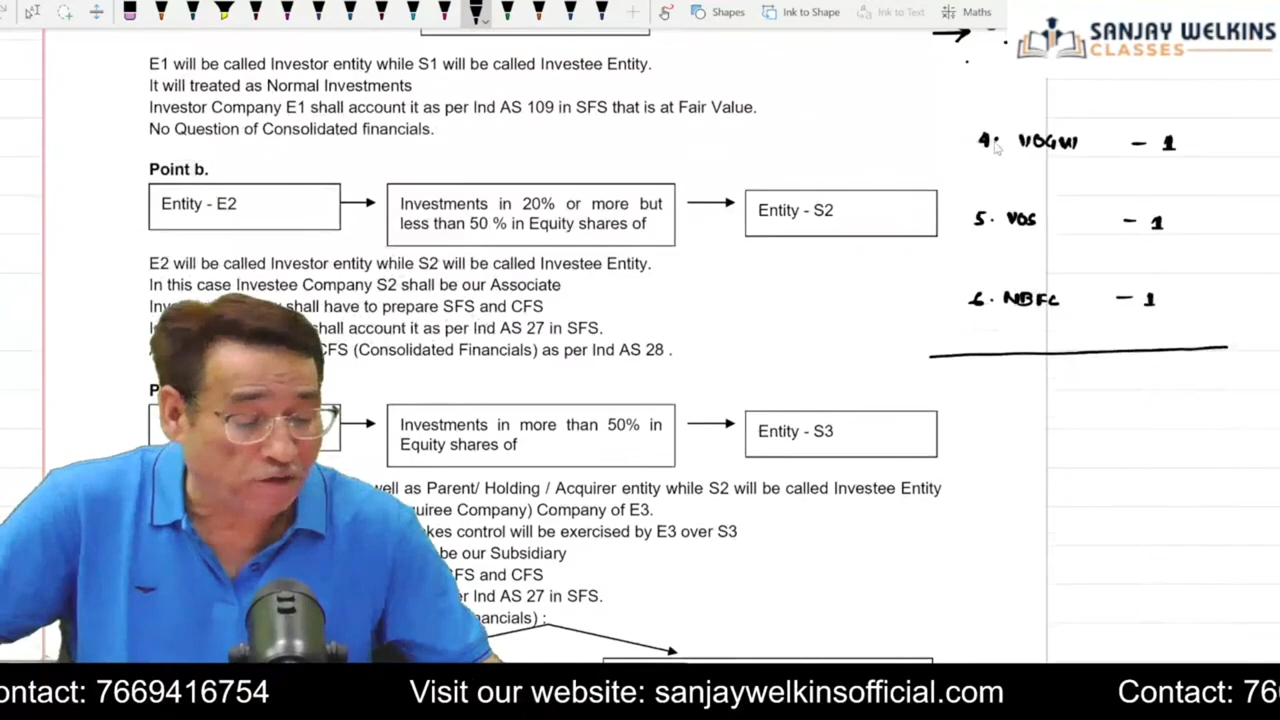 Shapes Ink to Shape Ink to Text Maths
SANJAY WELKINS
CLASSES
E1 will be called Investor entity while S1 will be called Investee Entity.
It will treated as Normal Investments
Investor Company E1 shall account it as per Ind AS 109 in SFS that is at Fair Value.
No Question of Consolidated financials.
4. - 1
Point b.
Entity - E2
Investments in 20% or more but
less than 50 % in Equity shares of
Entity - S2
5. VOS - 1
E2 will be called Investor entity while S2 will be called Investee Entity.
In this case Investee Company S2 shall be our Associate
shall have to prepare SFS and CFS
6. NBFC - 1
shall account it as per Ind AS 27 in SFS.
CFS (Consolidated Financials) as per Ind AS 28 .
Investments in more than 50% in
Equity shares of
Entity - S3
well as Parent/ Holding / Acquirer entity while S2 will be called Investee Entity
Company) Company of E3.
control will be exercised by E3 over S3
be our Subsidiary
SFS and CFS
Ind AS 27 in SFS.
:
ontact: 7669416754 Visit our website: sanjaywelkinsofficial.com Contact: 76